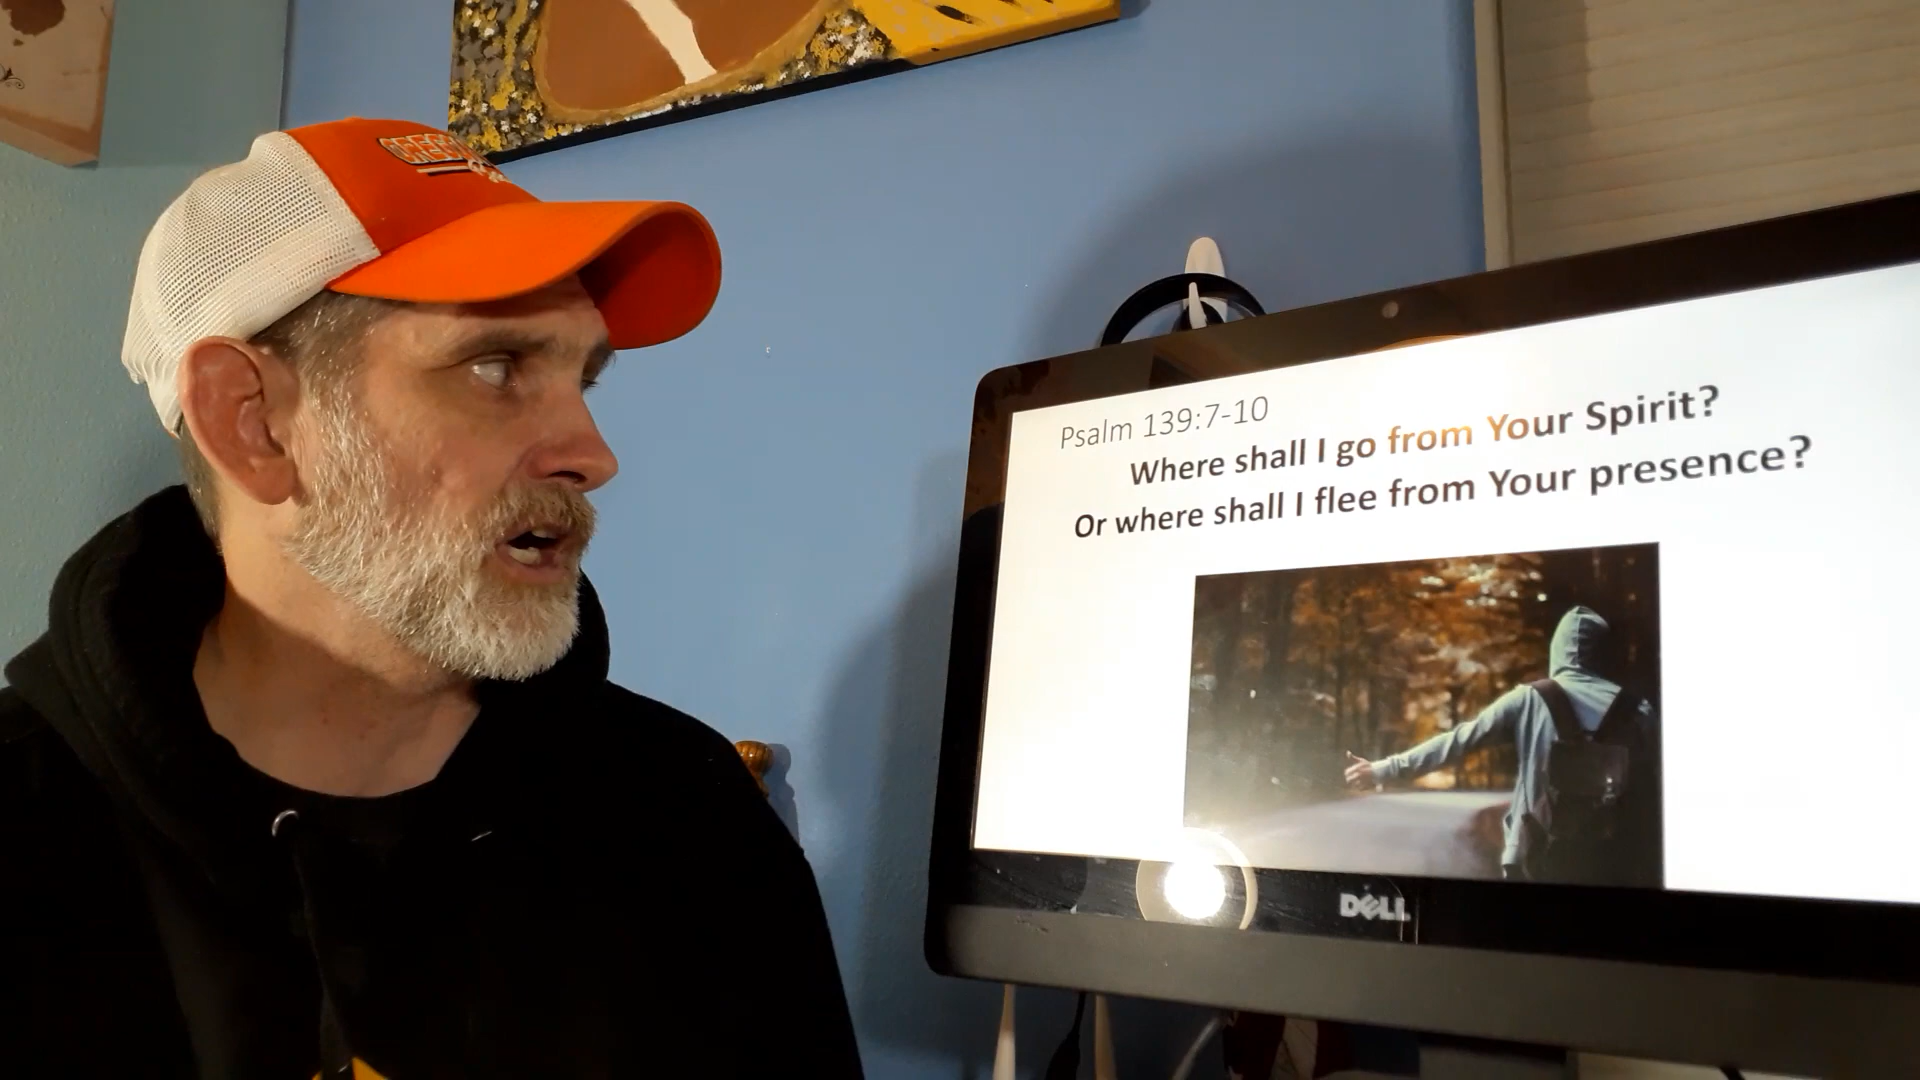 Psalm 139:7-10
Where shall I go from Your Spirit?
Or where shall I flee from Your presence?
DELL